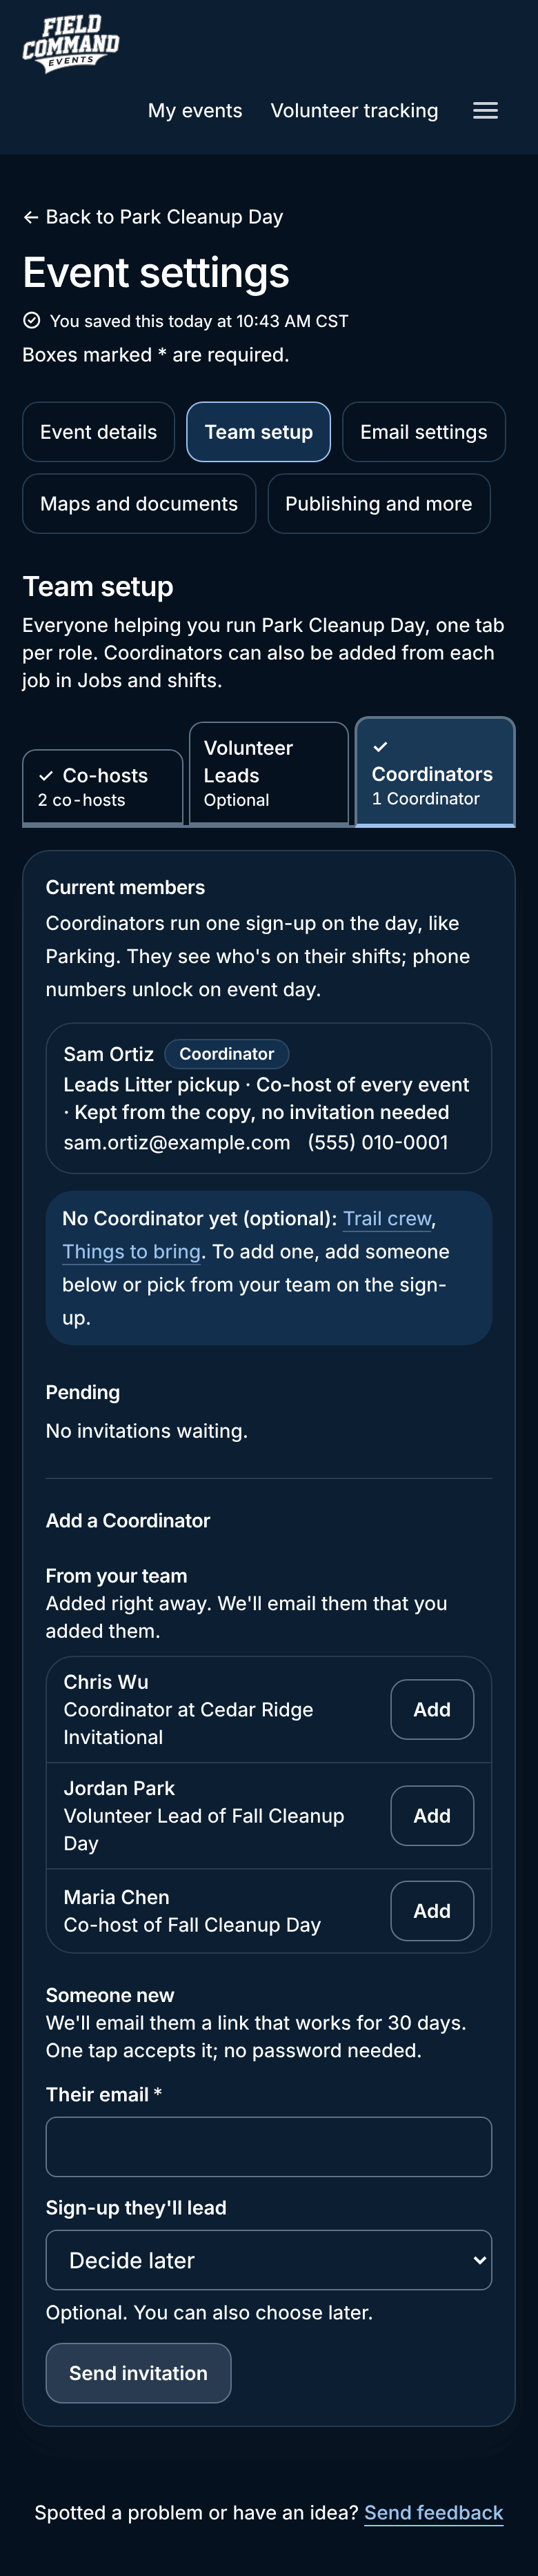 FIELD
COMMAND
EVENTS
My events
Volunteer tracking
← Back to Park Cleanup Day
Event settings
You saved this today at 10:43 AM CST
Boxes marked * are required.
Event details
Team setup
Email settings
Maps and documents
Publishing and more
Team setup
Everyone helping you run Park Cleanup Day, one tab
per role. Coordinators can also be added from each
job in Jobs and shifts.
✓ Co-hosts
2 co-hosts
Volunteer
Leads
Optional
✓
Coordinators
1 Coordinator
Current members
Coordinators run one sign-up on the day, like
Parking. They see who's on their shifts; phone
numbers unlock on event day.
Sam Ortiz Coordinator
Leads Litter pickup · Co-host of every event
· Kept from the copy, no invitation needed
sam.ortiz@example.com (555) 010-0001
No Coordinator yet (optional): Trail crew,
Things to bring. To add one, add someone
below or pick from your team on the sign-
up.
Pending
No invitations waiting.
Add a Coordinator
From your team
Added right away. We'll email them that you
added them.
Chris Wu
Coordinator at Cedar Ridge
Invitational
Add
Jordan Park
Volunteer Lead of Fall Cleanup
Day
Add
Maria Chen
Co-host of Fall Cleanup Day
Add
Someone new
We'll email them a link that works for 30 days.
One tap accepts it; no password needed.
Their email *
Sign-up they'll lead
Decide later
Optional. You can also choose later.
Send invitation
Spotted a problem or have an idea? Send feedback